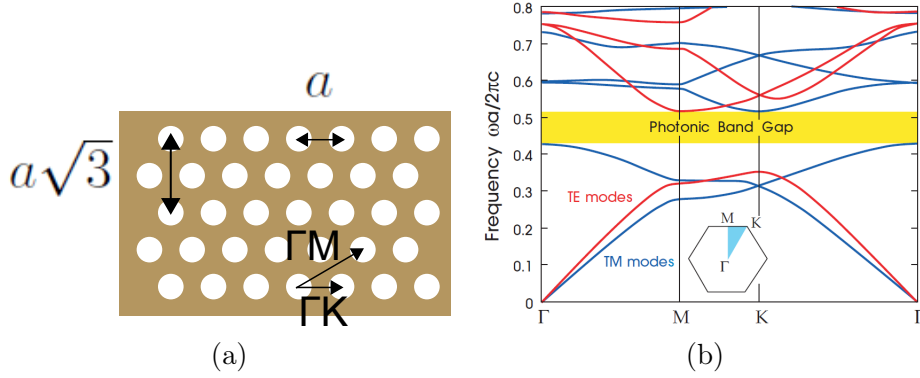 a
a√3
ΓM
ΓK
(a)
(b)
Frequency ωa/2πc
0.8
0.7
0.6
0.5
0.4
0.3
0.2
0.1
0
Photonic Band Gap
TE modes
TM modes
M
K
Γ
Γ
M
K
Γ